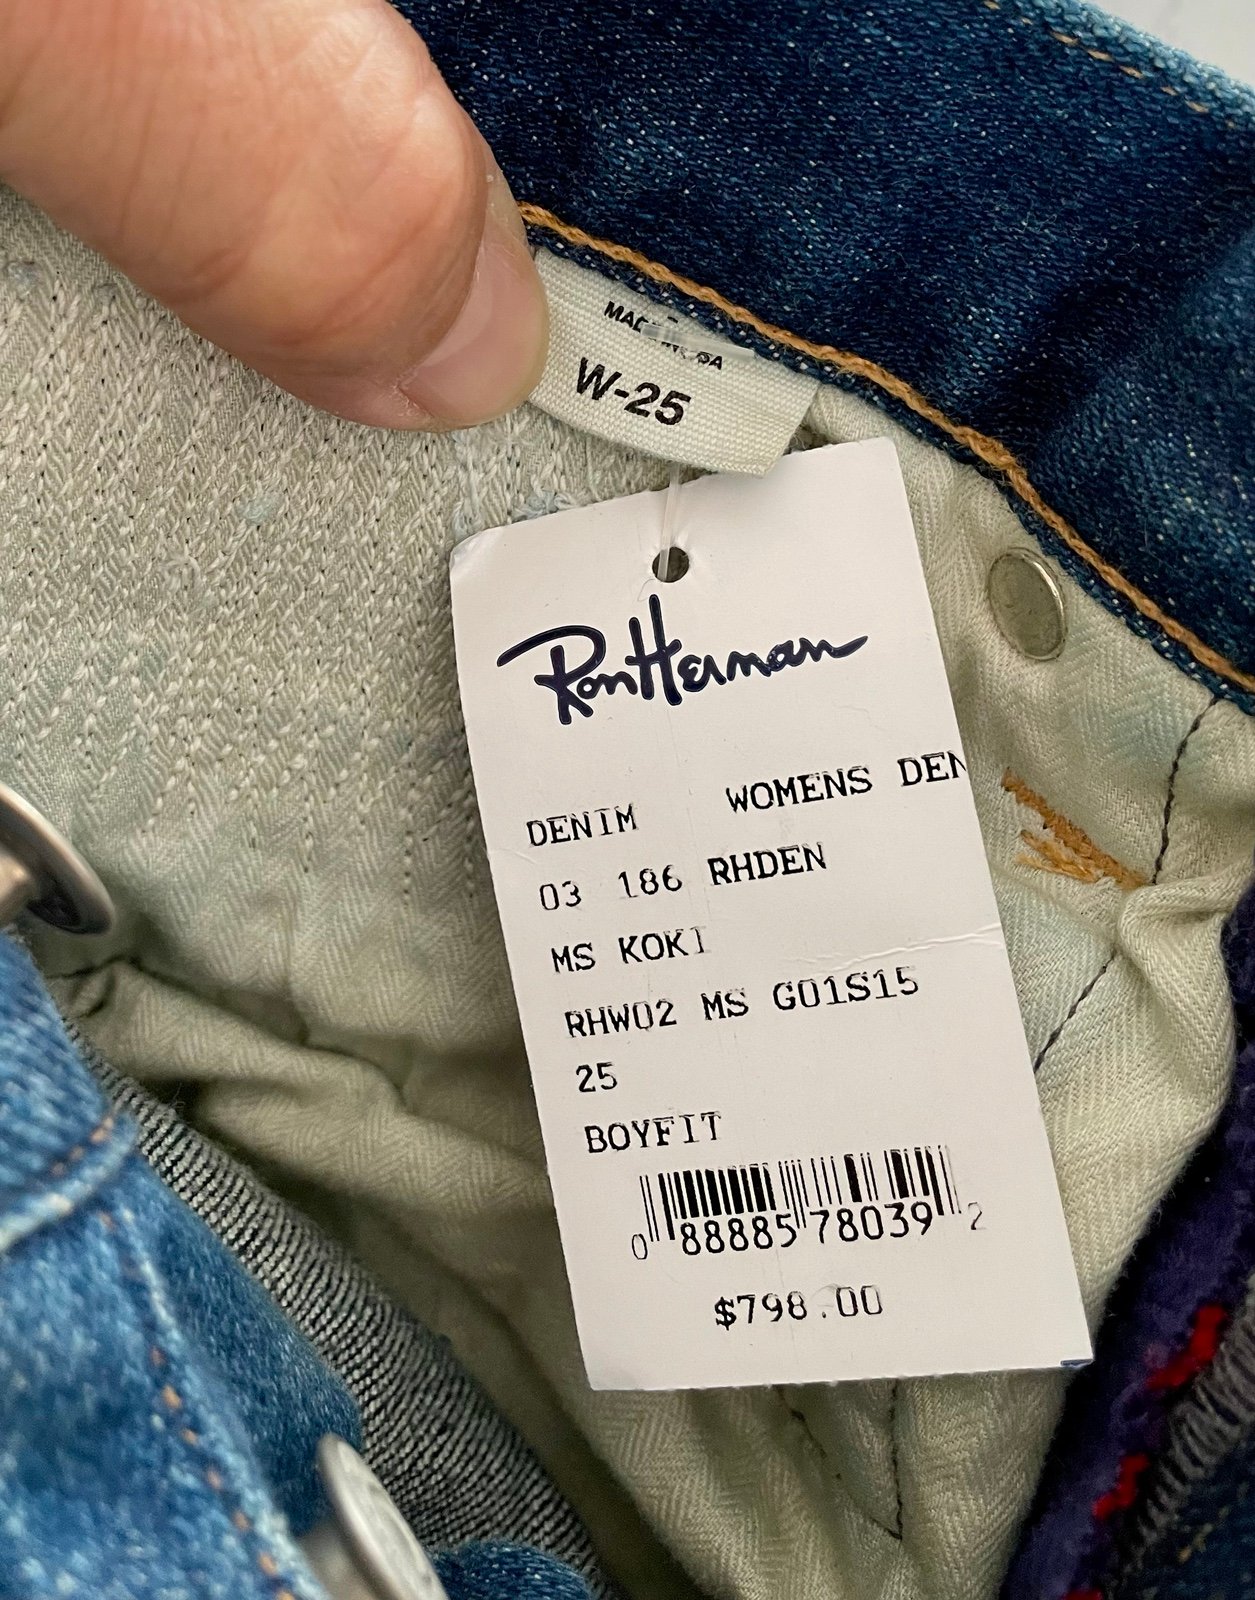 W-25
Ron Herman
DENIM WOMENS DEN
03 186 RHDEN
MS KOKI
RHW02 MS G01S15
25
BOYFIT
0 88885 78039 2
$798.00